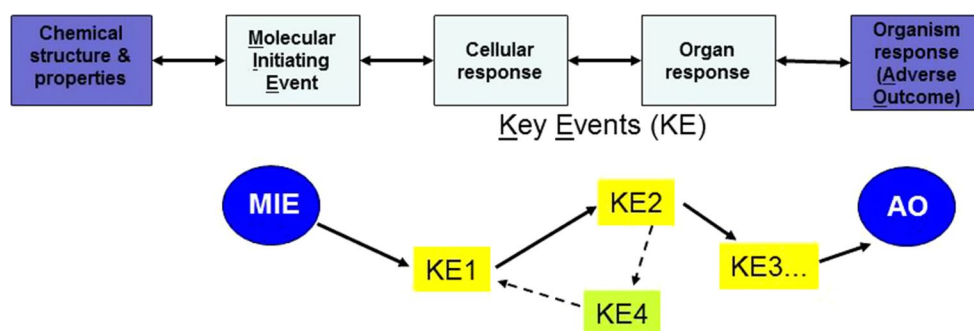 Chemical
structure &
properties
Molecular
Initiating
Event
Cellular
response
Organ
response
Organism
response
(Adverse
Outcome)
Key Events (KE)
MIE
KE2
AO
KE1
KE3...
KE4